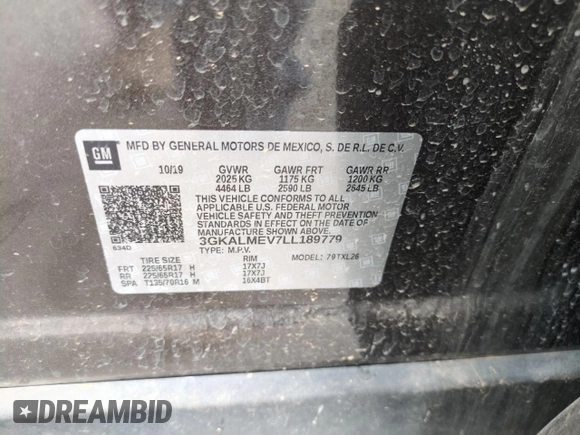 GM
MFD BY GENERAL MOTORS DE MEXICO, S. DE R.L. DE C.V.
10/19 GVWR GAWR FRT GAWR RR
2025 KG 1175 KG 1200 KG
4464 LB 2590 LB 2645 LB
THIS VEHICLE CONFORMS TO ALL
APPLICABLE U.S. FEDERAL MOTOR
VEHICLE SAFETY AND THEFT PREVENTION
STANDARDS IN EFFECT ON THE DATE OF
MANUFACTURE SHOWN ABOVE.
3GKALMEV7LL189779
TYPE: M.P.V. MODEL: 79TXL26
634D
TIRE SIZE RIM
FRT 225/65R17 H 17X7J
RR 225/65R17 H 17X7J
SPA T135/70R16 M 16X4BT
DREAMBID